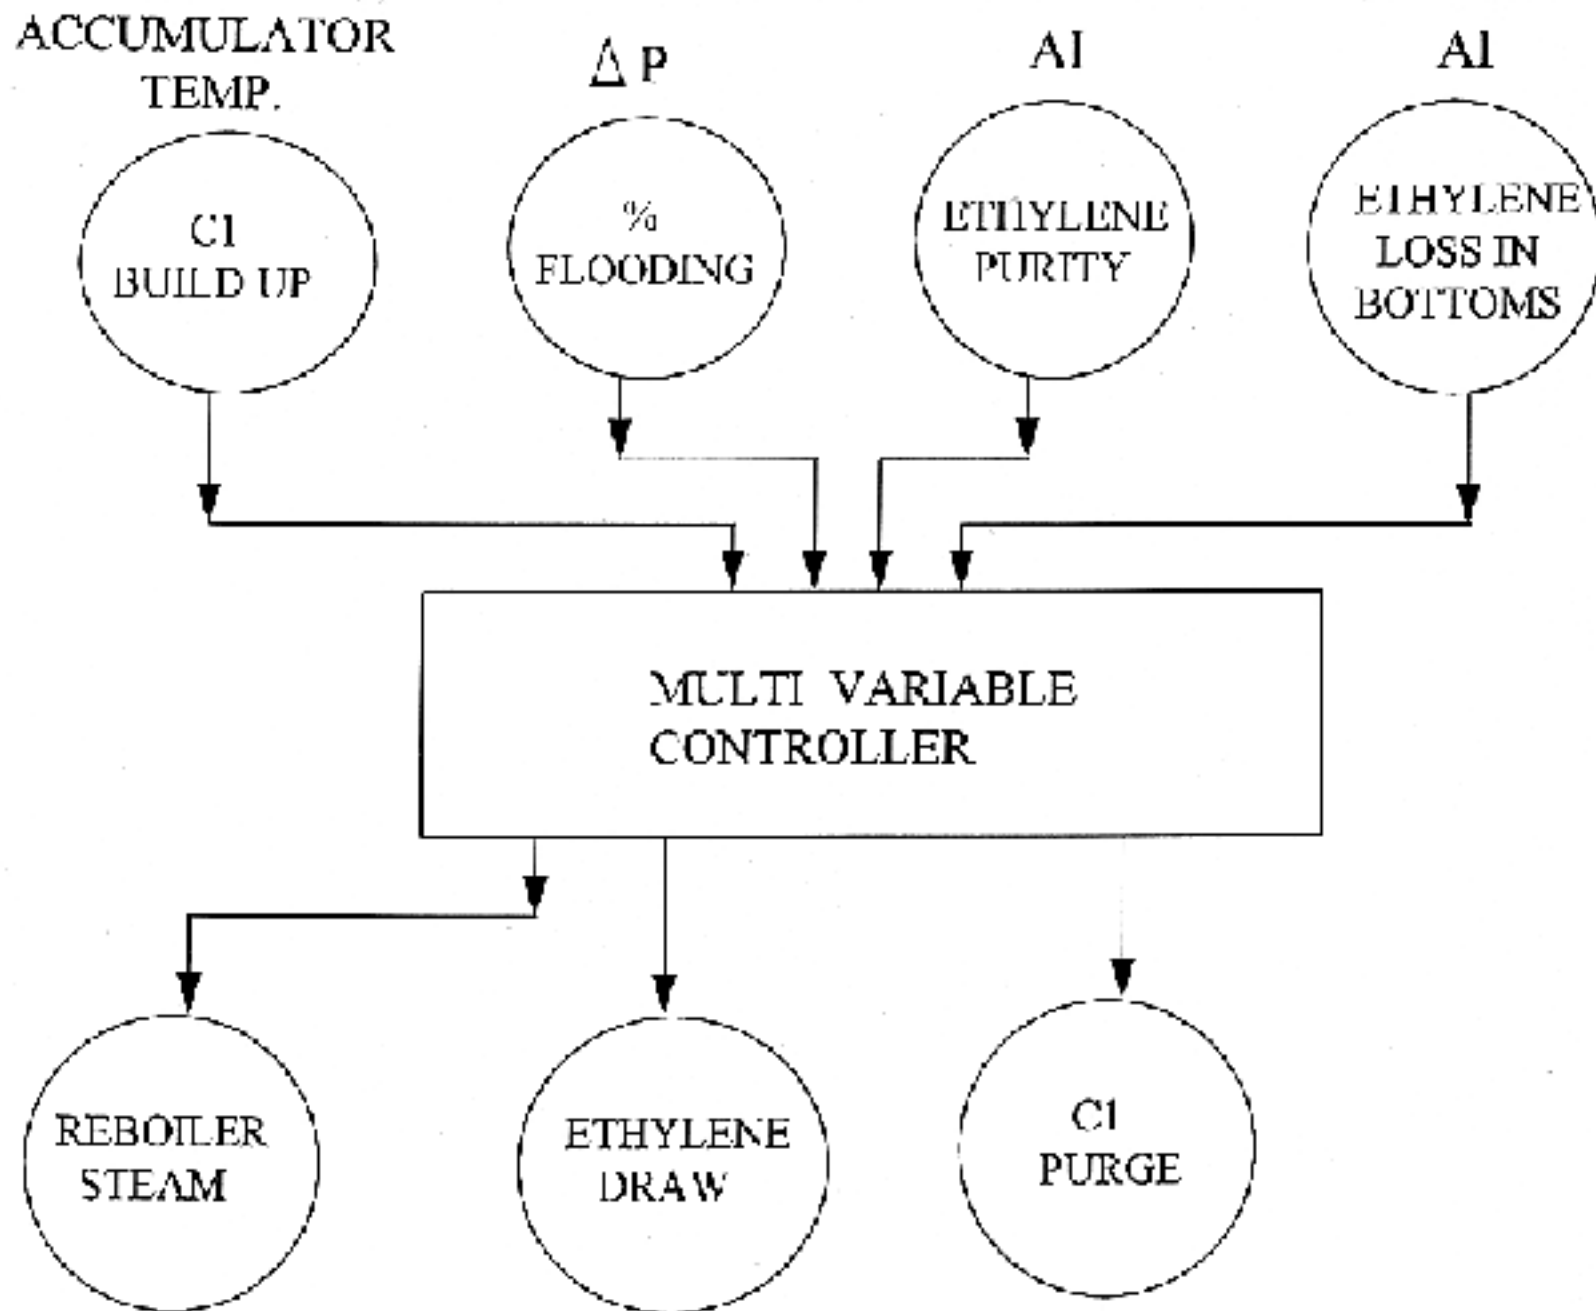 ACCUMULATOR
TEMP.
Δ P
AI
AI
C1
BUILD UP
%
FLOODING
ETHYLENE
PURITY
ETHYLENE
LOSS IN
BOTTOMS
MULTI VARIABLE
CONTROLLER
REBOILER
STEAM
ETHYLENE
DRAW
C1
PURGE